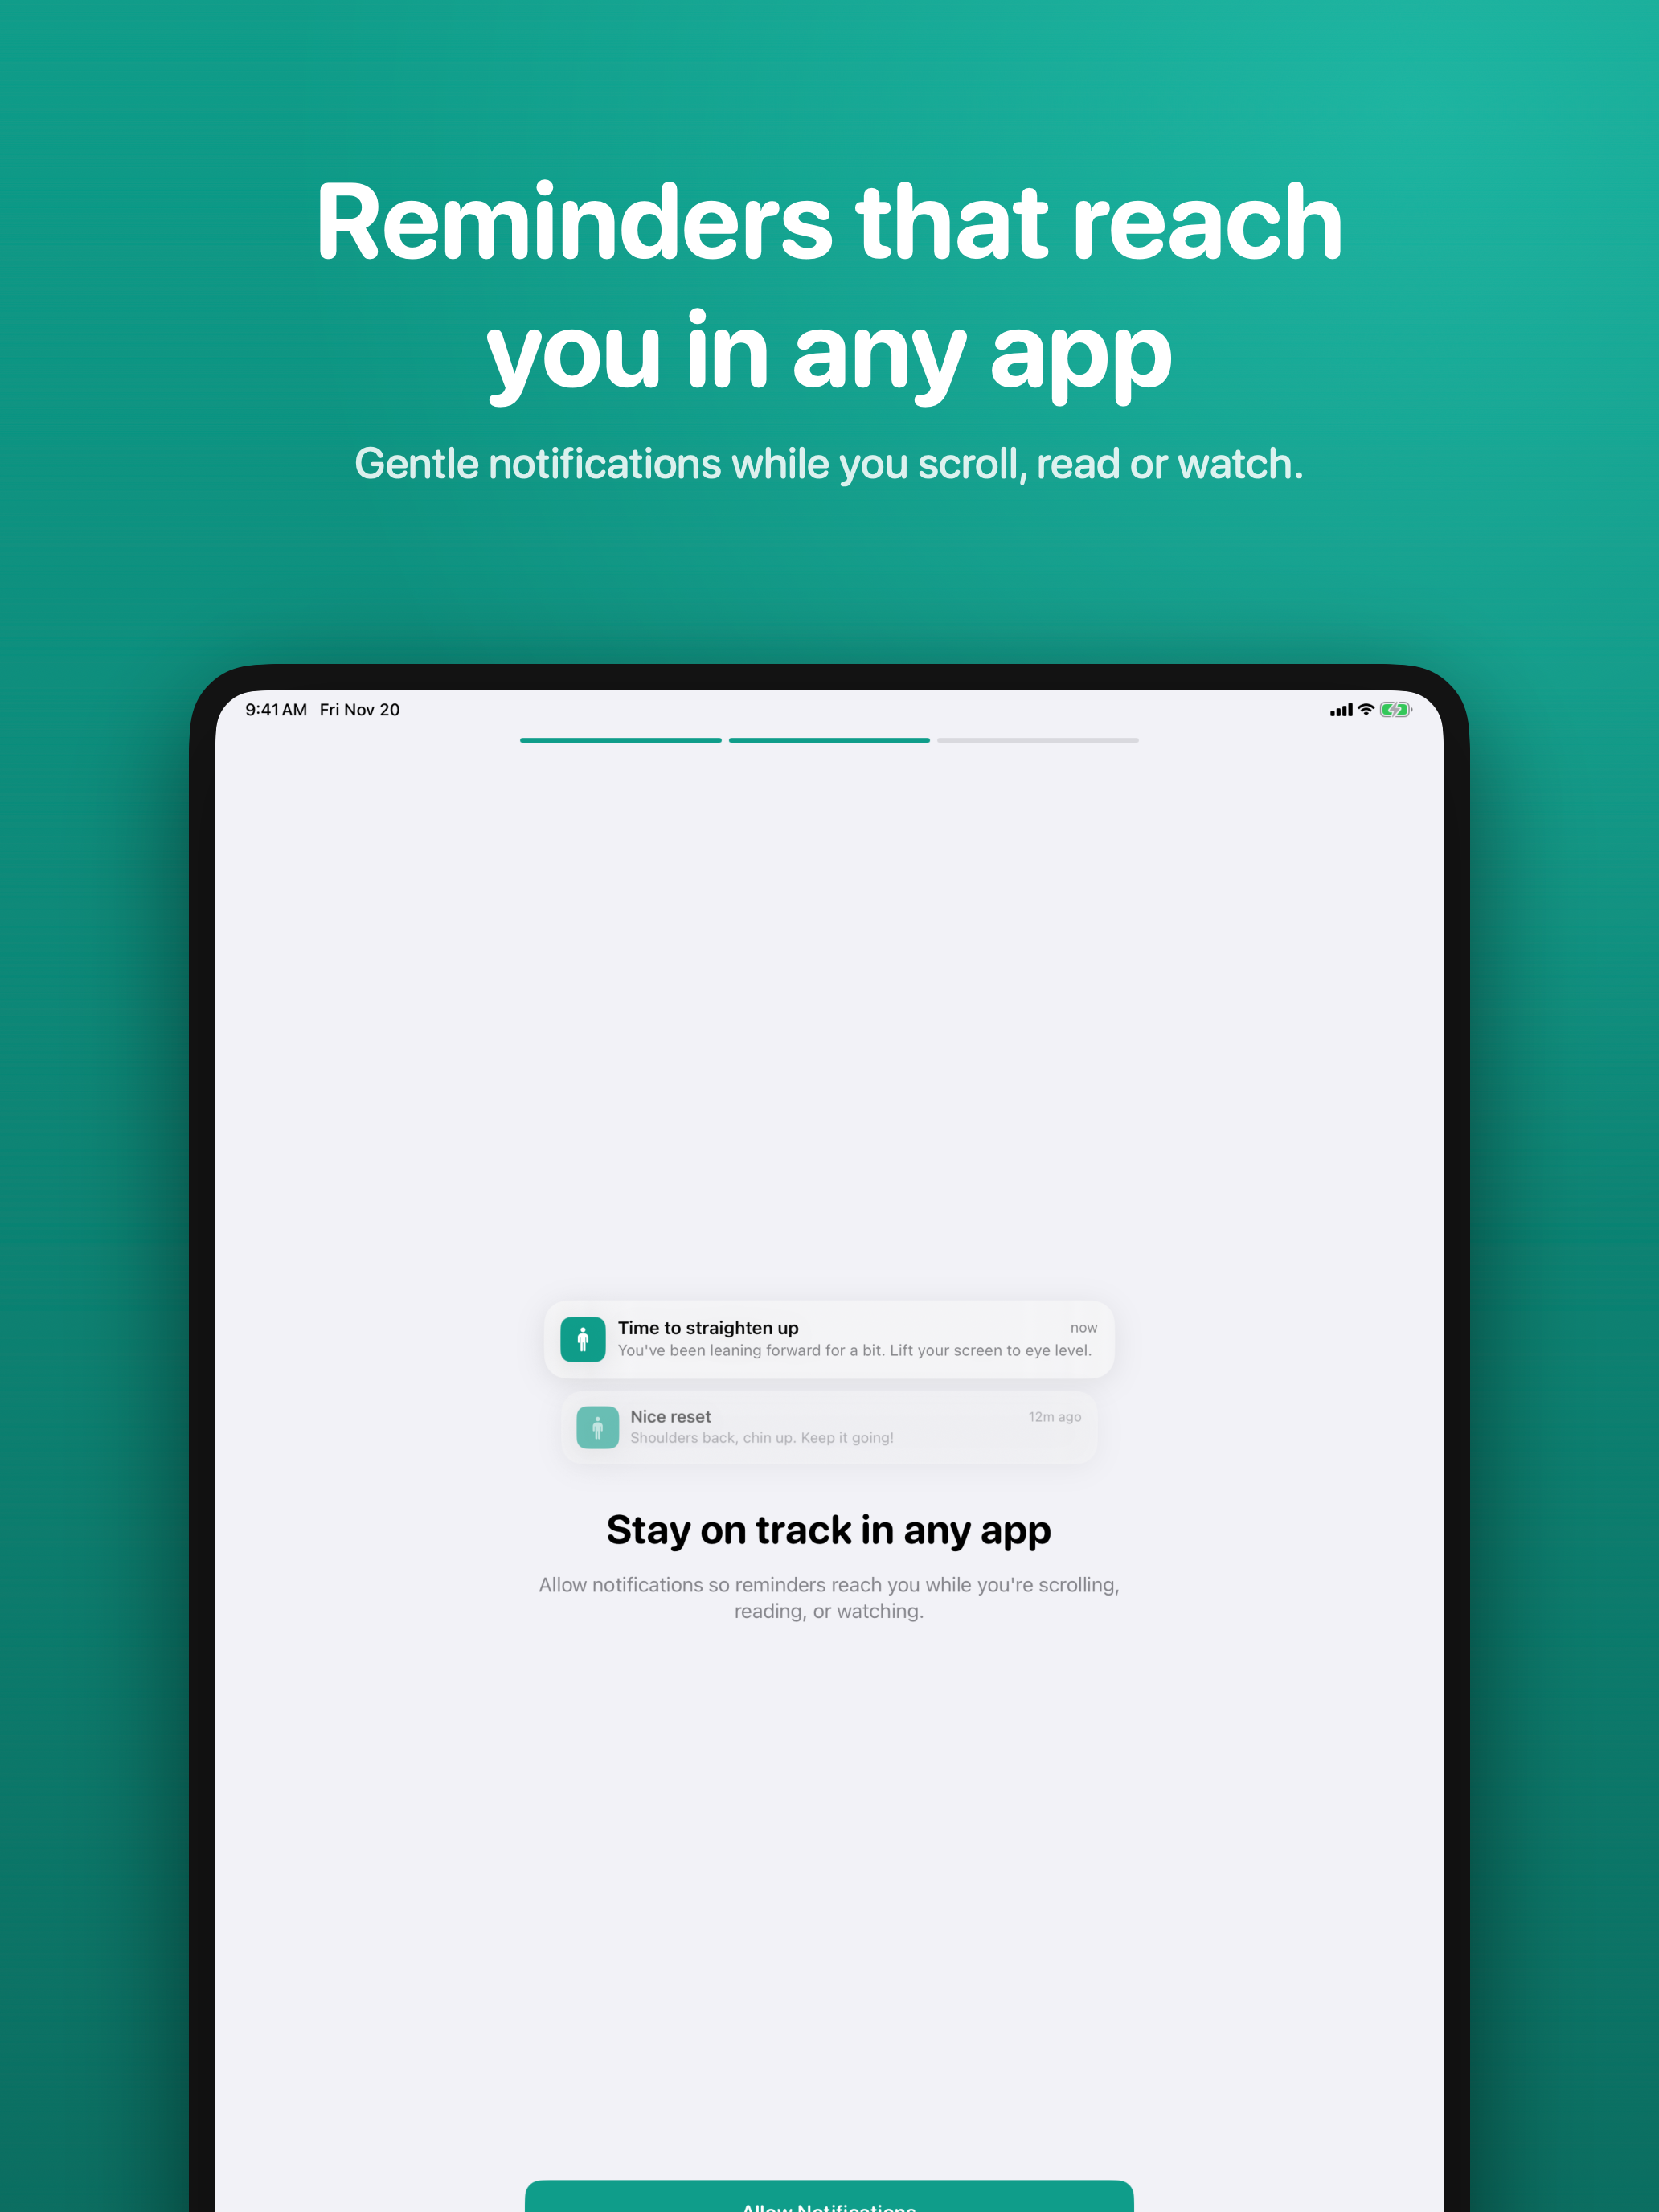 Reminders that reach
you in any app
Gentle notifications while you scroll, read or watch.
9:41 AM Fri Nov 20
Time to straighten up now
You've been leaning forward for a bit. Lift your screen to eye level.
Nice reset 12m ago
Shoulders back, chin up. Keep it going!
Stay on track in any app
Allow notifications so reminders reach you while you're scrolling,
reading, or watching.
Allow Notifications